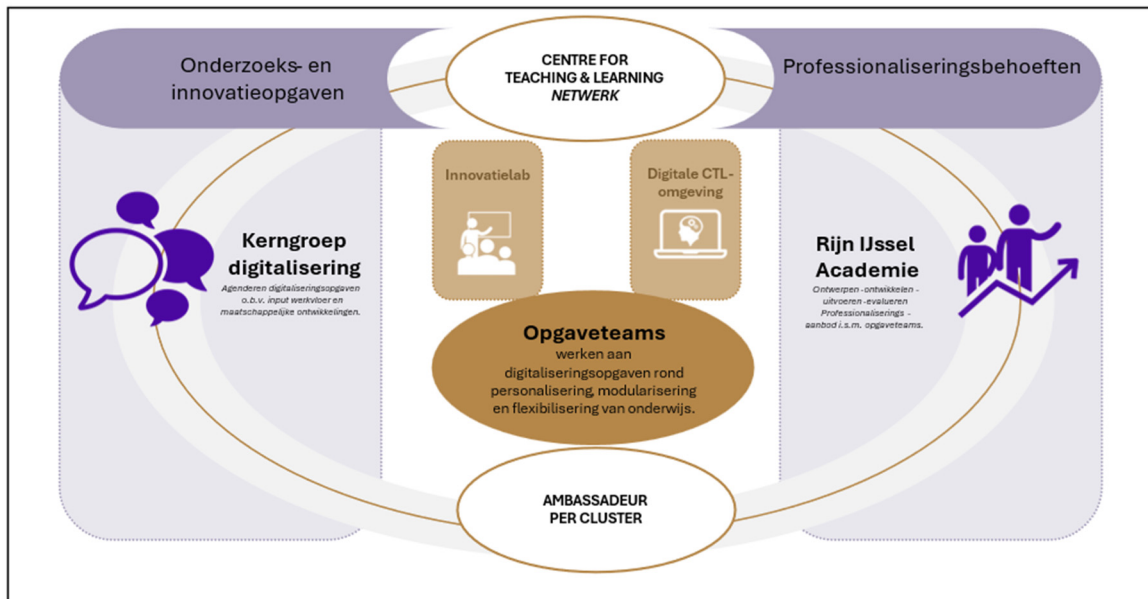 Onderzoeks- en
innovatieopgaven
CENTRE FOR
TEACHING & LEARNING
NETWERK
Professionaliseringsbehoeften
Innovatielab
Digitale CTL-
omgeving
Kerngroep
digitalisering
Agenderen digitaliseringsopgaven
o.b.v. input werkvloer en
maatschappelijke ontwikkelingen.
Rijn IJssel
Academie
Ontwerpen -ontwikkelen -
uitvoeren -evalueren
Professionaliserings -
aanbod i.s.m. opgaveteams.
Opgaveteams
werken aan
digitaliseringsopgaven rond
personalisering, modularisering
en flexibilisering van onderwijs.
AMBASSADEUR
PER CLUSTER